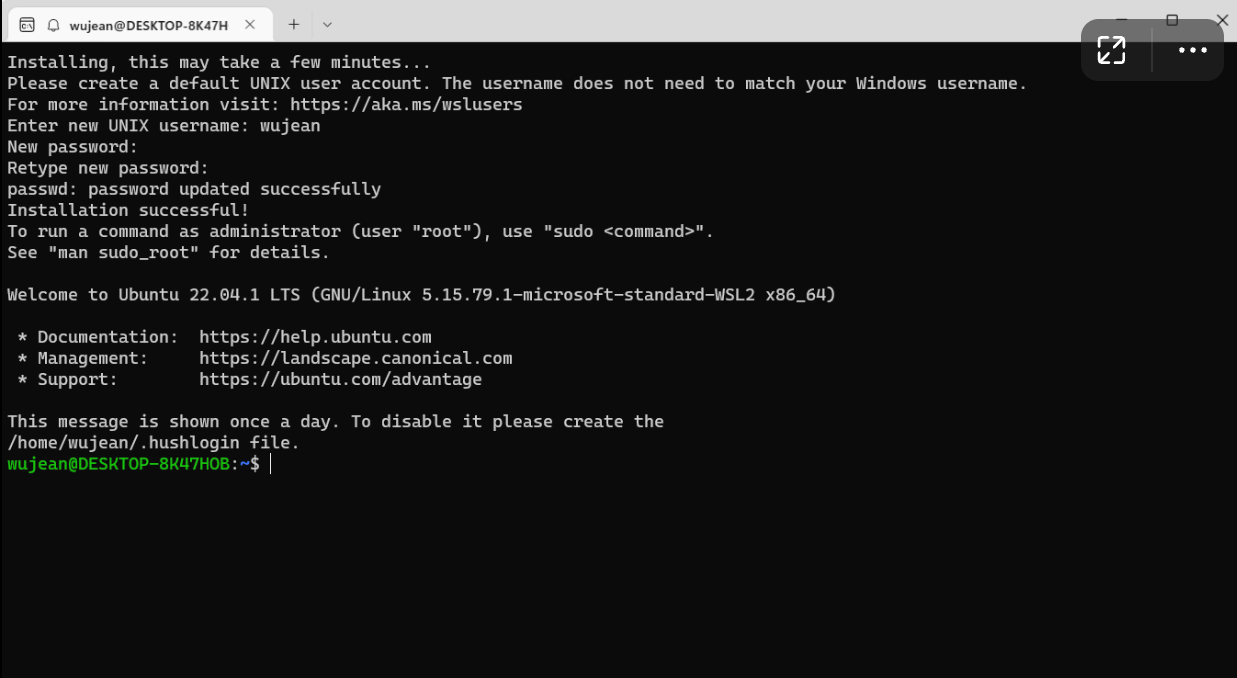 wujean@DESKTOP-8K47H
Installing, this may take a few minutes...
Please create a default UNIX user account. The username does not need to match your Windows username.
For more information visit: https://aka.ms/wslusers
Enter new UNIX username: wujean
New password:
Retype new password:
passwd: password updated successfully
Installation successful!
To run a command as administrator (user "root"), use "sudo <command>".
See "man sudo_root" for details.

Welcome to Ubuntu 22.04.1 LTS (GNU/Linux 5.15.79.1-microsoft-standard-WSL2 x86_64)

 * Documentation:  https://help.ubuntu.com
 * Management:     https://landscape.canonical.com
 * Support:        https://ubuntu.com/advantage

This message is shown once a day. To disable it please create the
/home/wujean/.hushlogin file.
wujean@DESKTOP-8K47HOB:~$